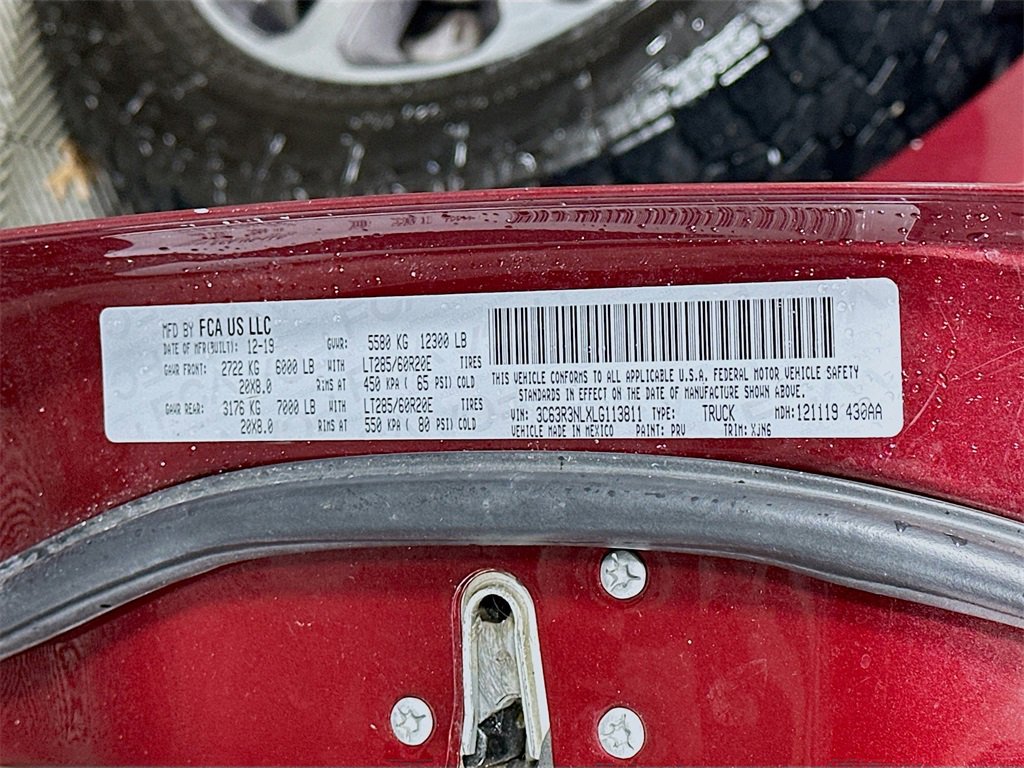 MFD BY FCA US LLC
DATE OF MFR(BUILT): 12-19 GVWR: 5580 KG 12300 LB
GAWR FRONT: 2722 KG 6000 LB WITH LT285/60R20E TIRES
20X8.0 RIMS AT 450 KPA ( 65 PSI) COLD
GAWR REAR: 3176 KG 7000 LB WITH LT285/60R20E TIRES
20X8.0 RIMS AT 550 KPA ( 80 PSI) COLD
THIS VEHICLE CONFORMS TO ALL APPLICABLE U.S.A. FEDERAL MOTOR VEHICLE SAFETY
STANDARDS IN EFFECT ON THE DATE OF MANUFACTURE SHOWN ABOVE.
VIN: 3C63R3NLXLG113811 TYPE: TRUCK MDH: 121119 430AA
VEHICLE MADE IN MEXICO PAINT: PRV TRIM: XJN6